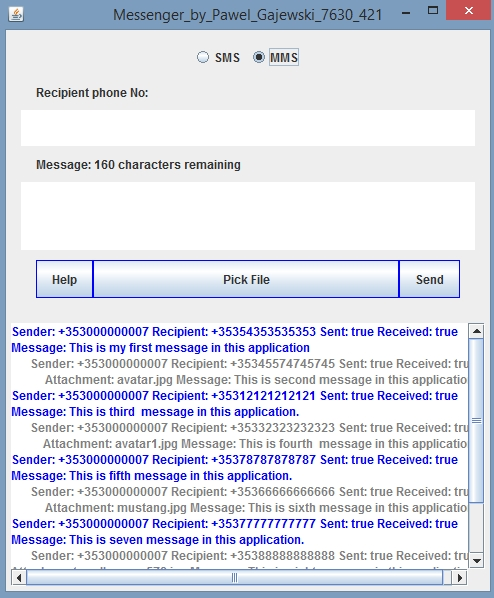 Messenger_by_Pawel_Gajewski_7630_421
SMS MMS
Recipient phone No:
Message: 160 characters remaining
Help Pick File Send
Sender: +353000000007 Recipient: +35354353535353 Sent: true Received: true
Message: This is my first message in this application
Sender: +353000000007 Recipient: +35345574745745 Sent: true Received: tru
Attachment: avatar.jpg Message: This is second message in this applicatio
Sender: +353000000007 Recipient: +35312121212121 Sent: true Received: true
Message: This is third  message in this application.
Sender: +353000000007 Recipient: +35332323232323 Sent: true Received: tru
Attachment: avatar1.jpg Message: This is fourth  message in this applicatio
Sender: +353000000007 Recipient: +35378787878787 Sent: true Received: true
Message: This is fifth message in this application.
Sender: +353000000007 Recipient: +35366666666666 Sent: true Received: tru
Attachment: mustang.jpg Message: This is sixth message in this applicatio
Sender: +353000000007 Recipient: +35377777777777 Sent: true Received: true
Message: This is seven message in this application.
Sender: +353000000007 Recipient: +35388888888888 Sent: true Received: tru